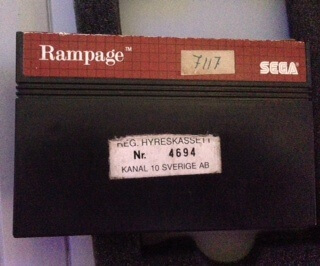 Rampage™
7117
SEGA
REG. HYRESKASSETT
Nr. 4694
KANAL 10 SVERIGE AB